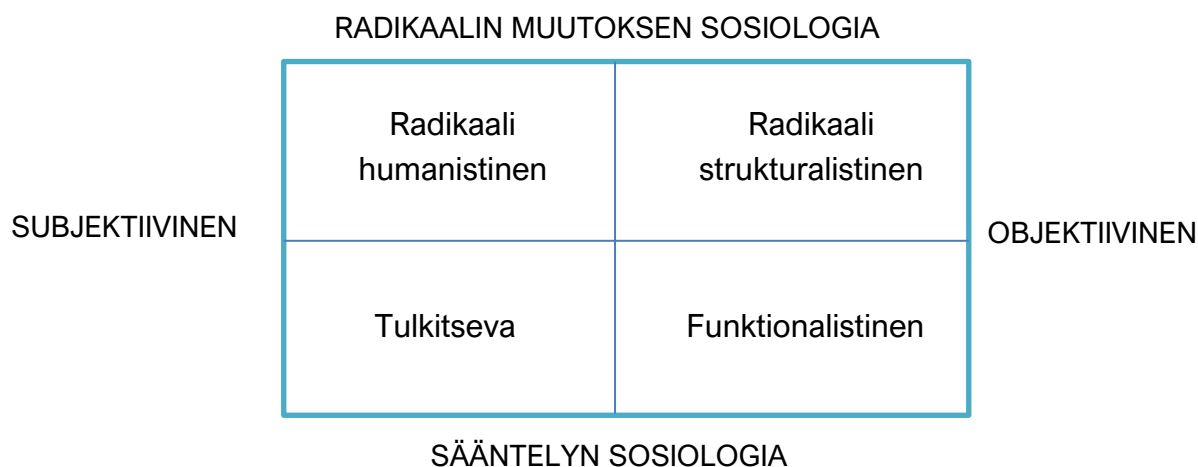 RADIKAALIN MUUTOKSEN SOSIOLOGIA
Radikaali
humanistinen
Radikaali
strukturalistinen
SUBJEKTIIVINEN
OBJEKTIIVINEN
Tulkitseva
Funktionalistinen
SÄÄNTELYN SOSIOLOGIA